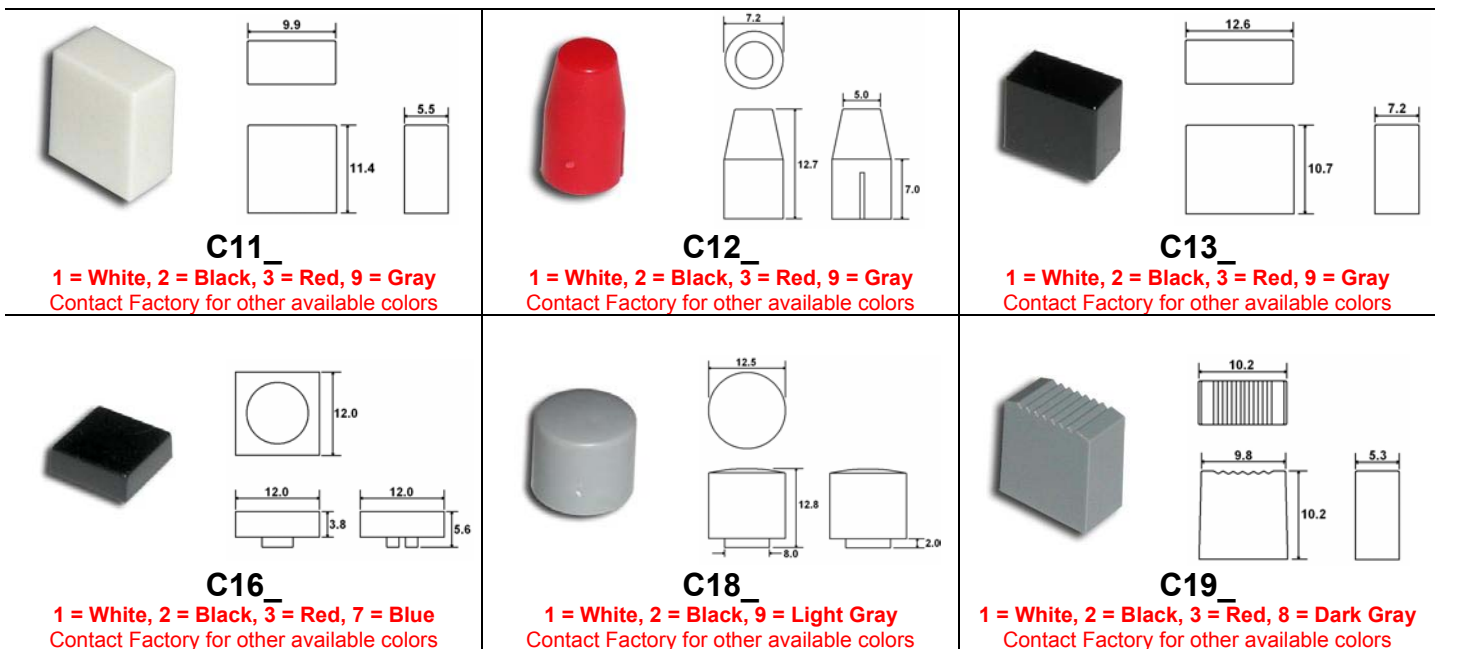 9.9
5.5
11.4
C11_
1 = White, 2 = Black, 3 = Red, 9 = Gray
Contact Factory for other available colors
7.2
5.0
12.7
7.0
C12_
1 = White, 2 = Black, 3 = Red, 9 = Gray
Contact Factory for other available colors
12.6
7.2
10.7
C13_
1 = White, 2 = Black, 3 = Red, 9 = Gray
Contact Factory for other available colors
12.0
12.0
12.0
3.8
5.6
C16_
1 = White, 2 = Black, 3 = Red, 7 = Blue
Contact Factory for other available colors
12.5
12.8
2.0
8.0
C18_
1 = White, 2 = Black, 9 = Light Gray
Contact Factory for other available colors
10.2
9.8
5.3
10.2
C19_
1 = White, 2 = Black, 3 = Red, 8 = Dark Gray
Contact Factory for other available colors